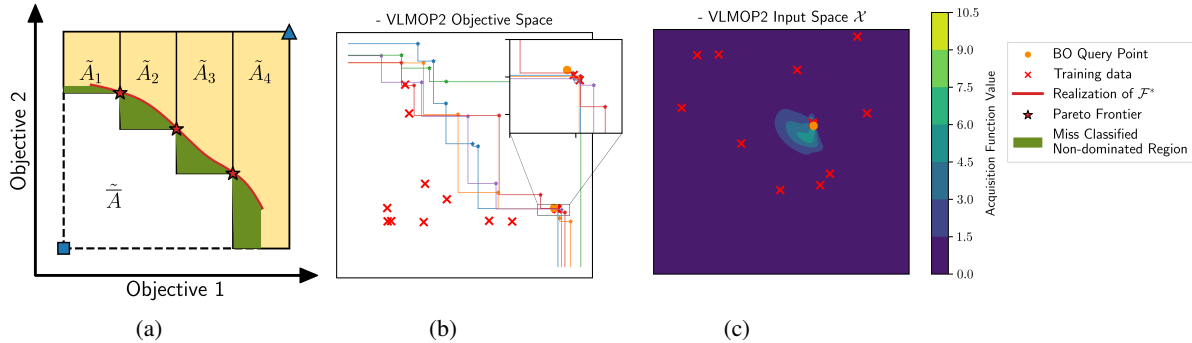 - VLMOP2 Objective Space
- VLMOP2 Input Space 𝒳
Objective 2
Ã₁ Ã₂ Ã₃ Ã₄
Ã̅
Objective 1
10.5
9.0
7.5
6.0
4.5
3.0
1.5
0.0
Acquisition Function Value
BO Query Point
Training data
Realization of ℱ*
Pareto Frontier
Miss Classified
Non-dominated Region
(a)
(b)
(c)